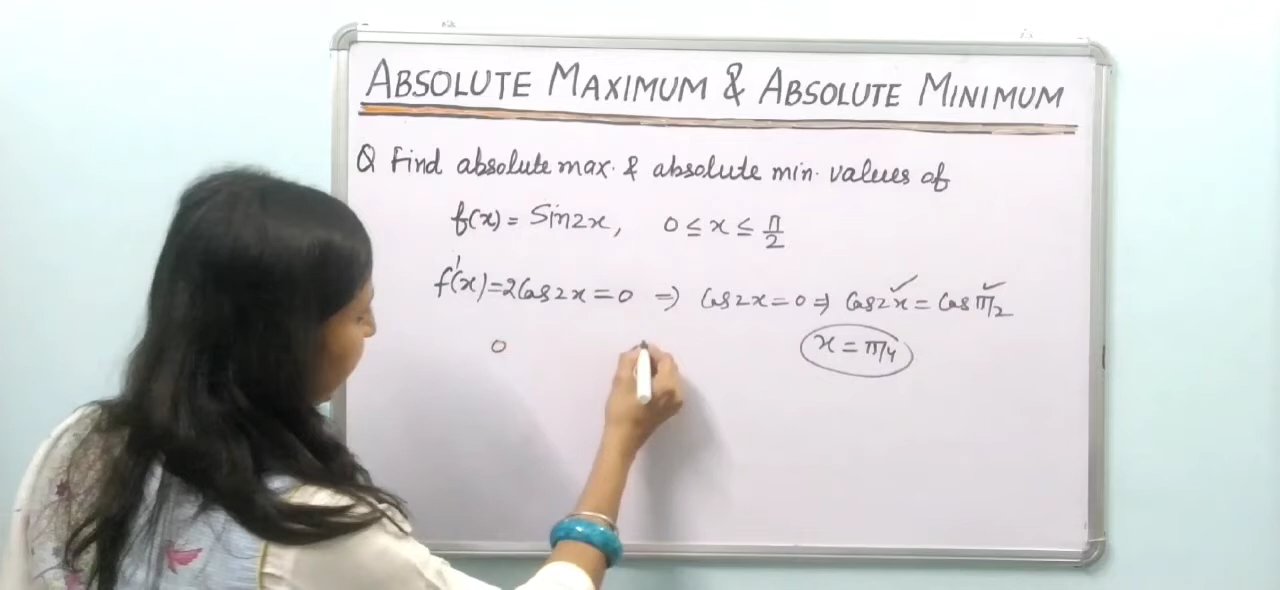 ABSOLUTE MAXIMUM & ABSOLUTE MINIMUM
Q Find absolute max. & absolute min. values of
f(x) = Sin2x, 0 ≤ x ≤ π/2
f'(x) = 2Cos2x = 0 ⇒ Cos2x = 0 ⇒ Cos2x = Cos π/2
0 x = π/4